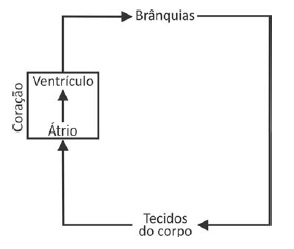 Brânquias
Ventrículo
Coração
Átrio
Tecidos
do corpo